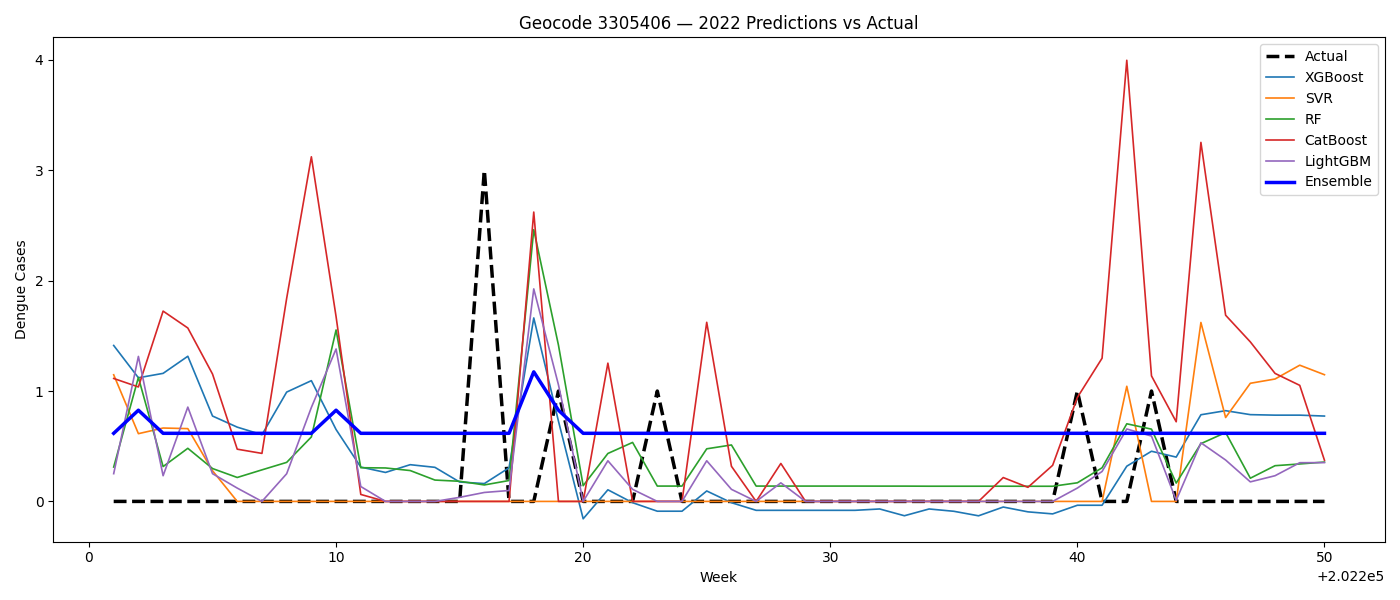 Geocode 3305406 — 2022 Predictions vs Actual
Dengue Cases
4
3
2
1
0
0 10 20 30 40 50
+2.022e5
Week
Actual
XGBoost
SVR
RF
CatBoost
LightGBM
Ensemble